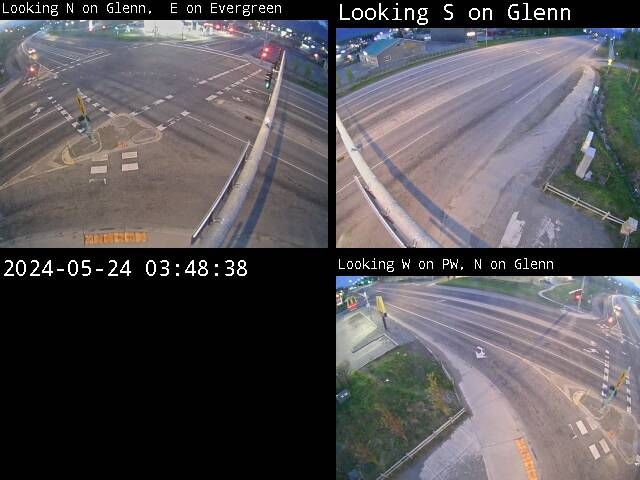 Looking N on Glenn, E on Evergreen
Looking S on Glenn
2024-05-24 03:48:38
Looking W on PW, N on Glenn